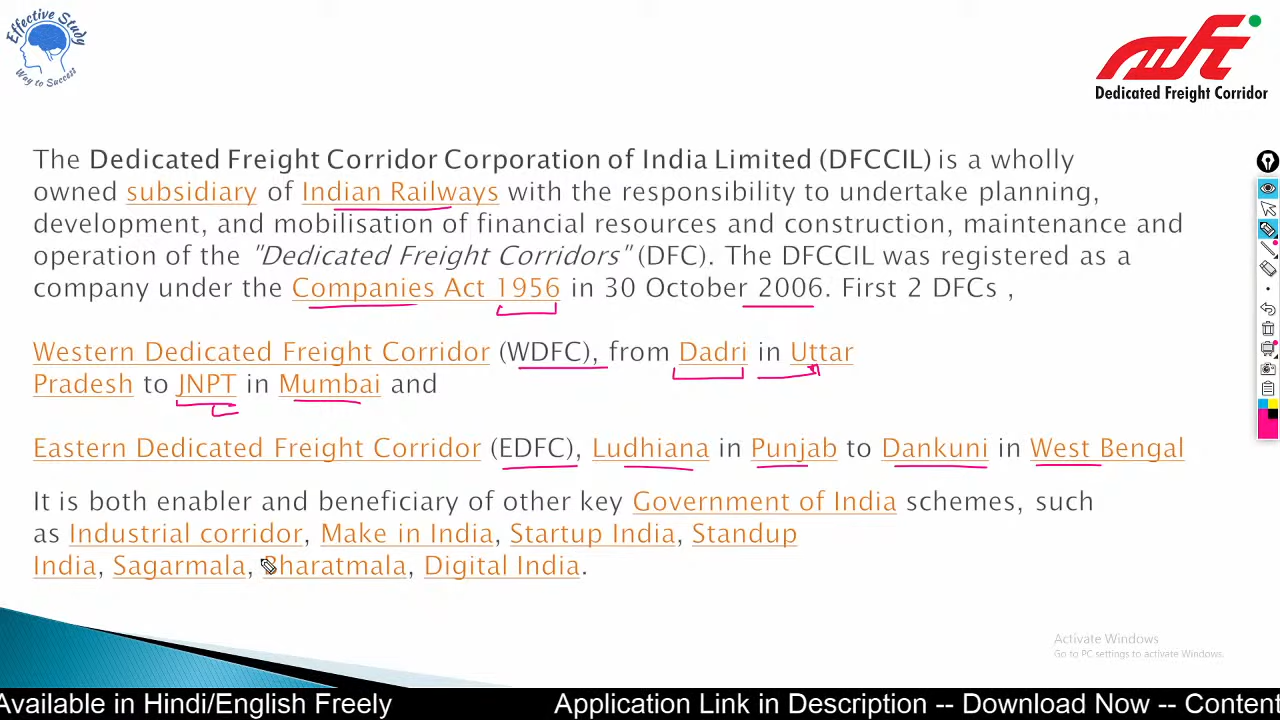 Effective Study
Way to Success
Dedicated Freight Corridor
The Dedicated Freight Corridor Corporation of India Limited (DFCCIL) is a wholly
owned subsidiary of Indian Railways with the responsibility to undertake planning,
development, and mobilisation of financial resources and construction, maintenance and
operation of the "Dedicated Freight Corridors" (DFC). The DFCCIL was registered as a
company under the Companies Act 1956 in 30 October 2006. First 2 DFCs ,
Western Dedicated Freight Corridor (WDFC), from Dadri in Uttar
Pradesh to JNPT in Mumbai and
Eastern Dedicated Freight Corridor (EDFC), Ludhiana in Punjab to Dankuni in West Bengal
It is both enabler and beneficiary of other key Government of India schemes, such
as Industrial corridor, Make in India, Startup India, Standup
India, Sagarmala, Bharatmala, Digital India.
Activate Windows
Go to PC settings to activate Windows.
Available in Hindi/English Freely Application Link in Description -- Download Now -- Content